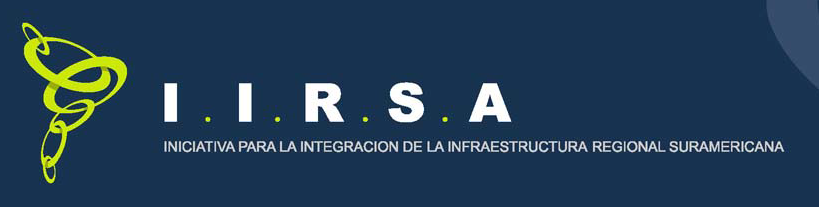 I.I.R.S.A
INICIATIVA PARA LA INTEGRACION DE LA INFRAESTRUCTURA REGIONAL SURAMERICANA